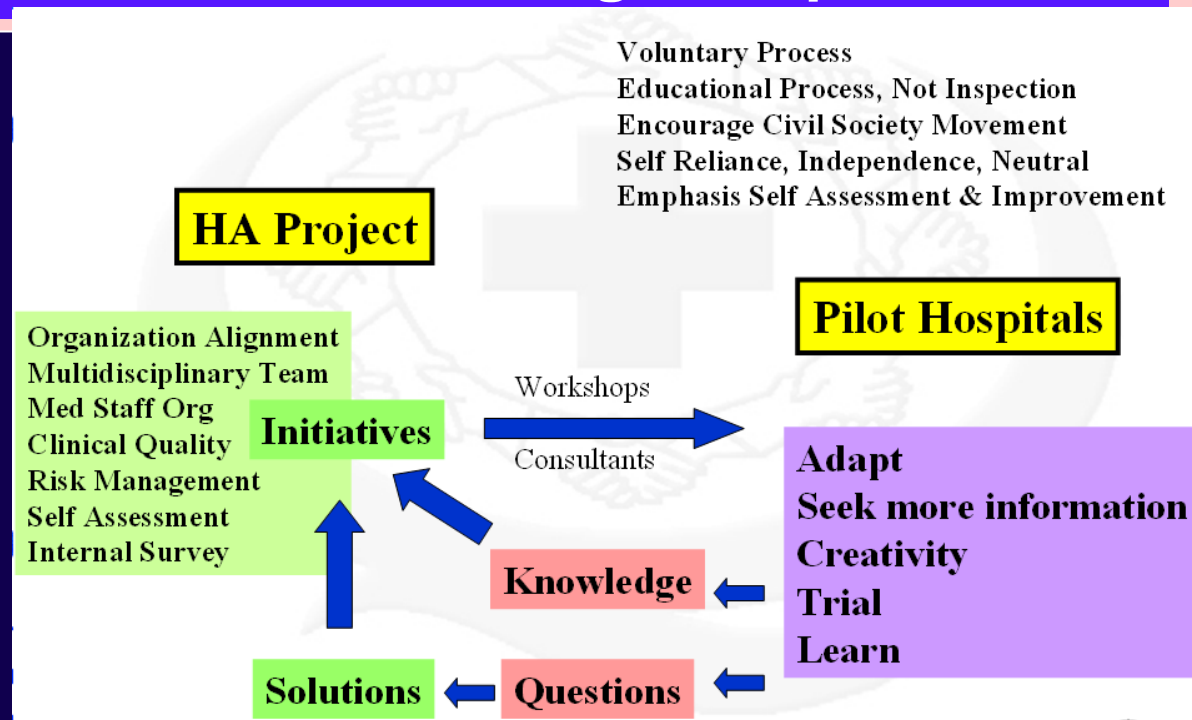 Voluntary Process
Educational Process, Not Inspection
Encourage Civil Society Movement
Self Reliance, Independence, Neutral
Emphasis Self Assessment & Improvement
HA Project
Pilot Hospitals
Organization Alignment
Multidisciplinary Team
Med Staff Org
Clinical Quality
Risk Management
Self Assessment
Internal Survey
Initiatives
Workshops
Consultants
Adapt
Seek more information
Creativity
Trial
Learn
Knowledge
Solutions
Questions